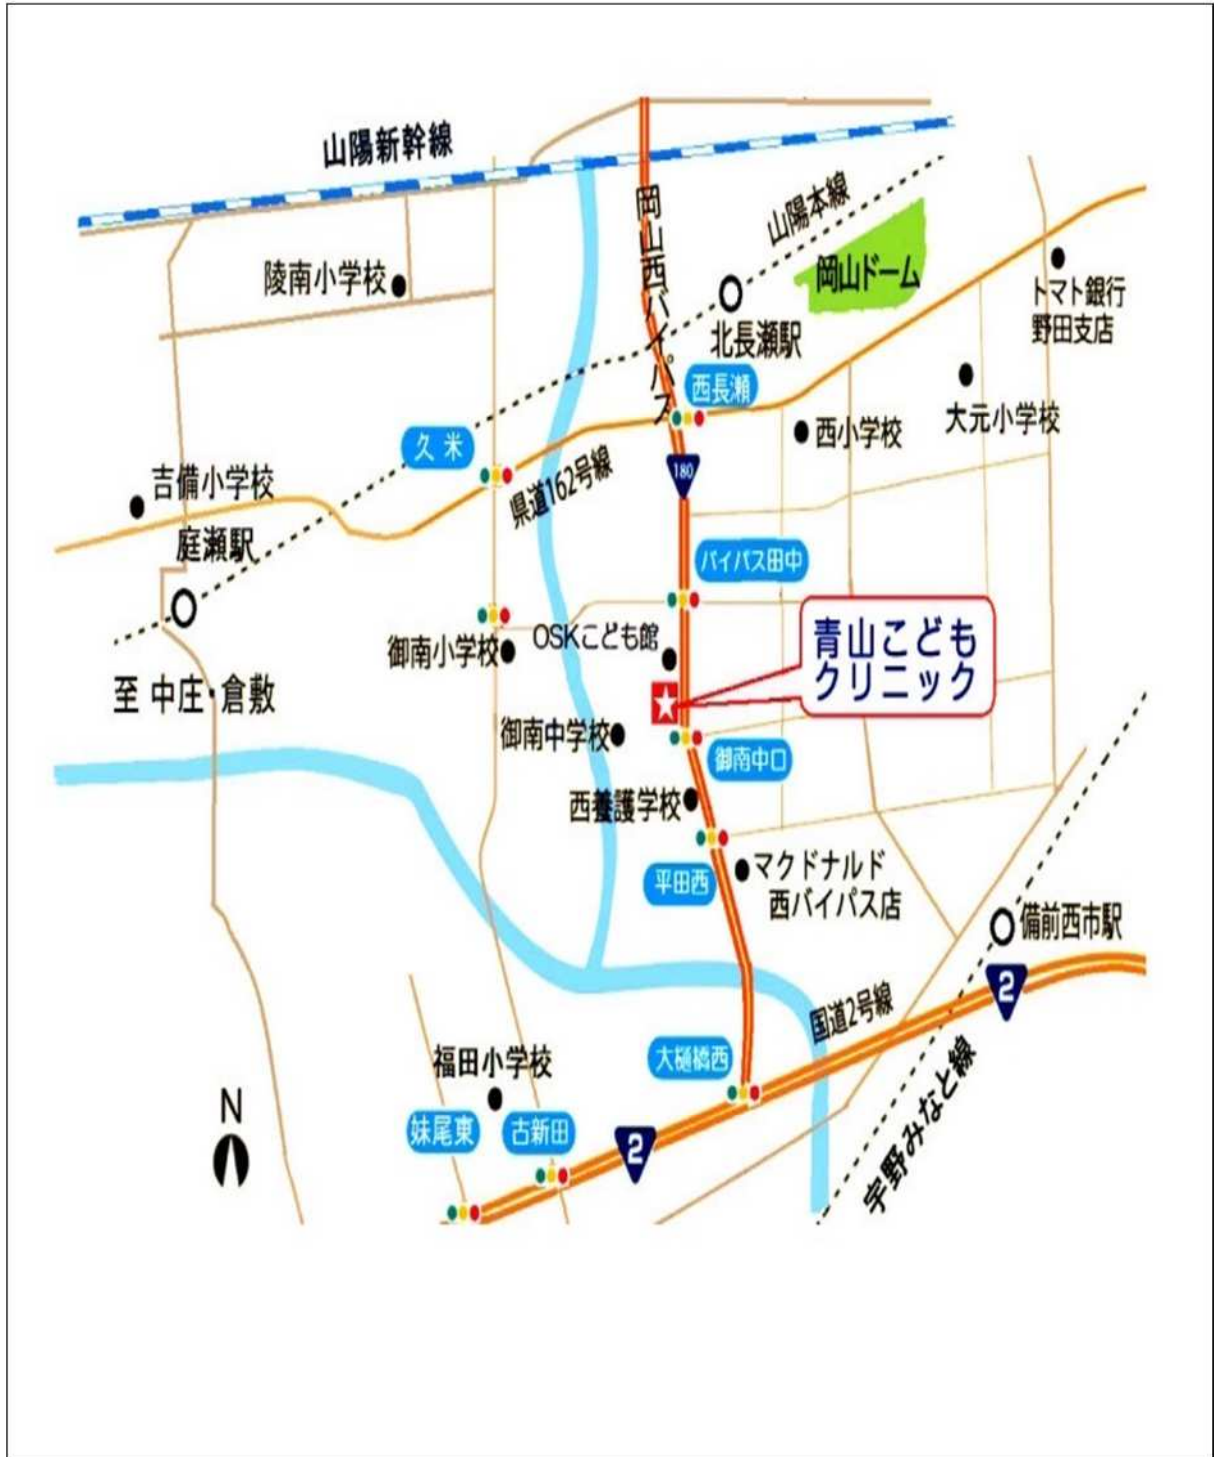 山陽新幹線
岡山西バイパス
山陽本線
陵南小学校
岡山ドーム
トマト銀行
野田支店
北長瀬駅
西長瀬
大元小学校
西小学校
久米
吉備小学校
180
県道162号線
庭瀬駅
バイパス田中
OSKこども館
御南小学校
青山こども
クリニック
至 中庄・倉敷
御南中学校
御南中口
西養護学校
平田西
マクドナルド
西バイパス店
備前西市駅
2
国道2号線
大樋橋西
福田小学校
宇野みなと線
N
妹尾東
古新田
2